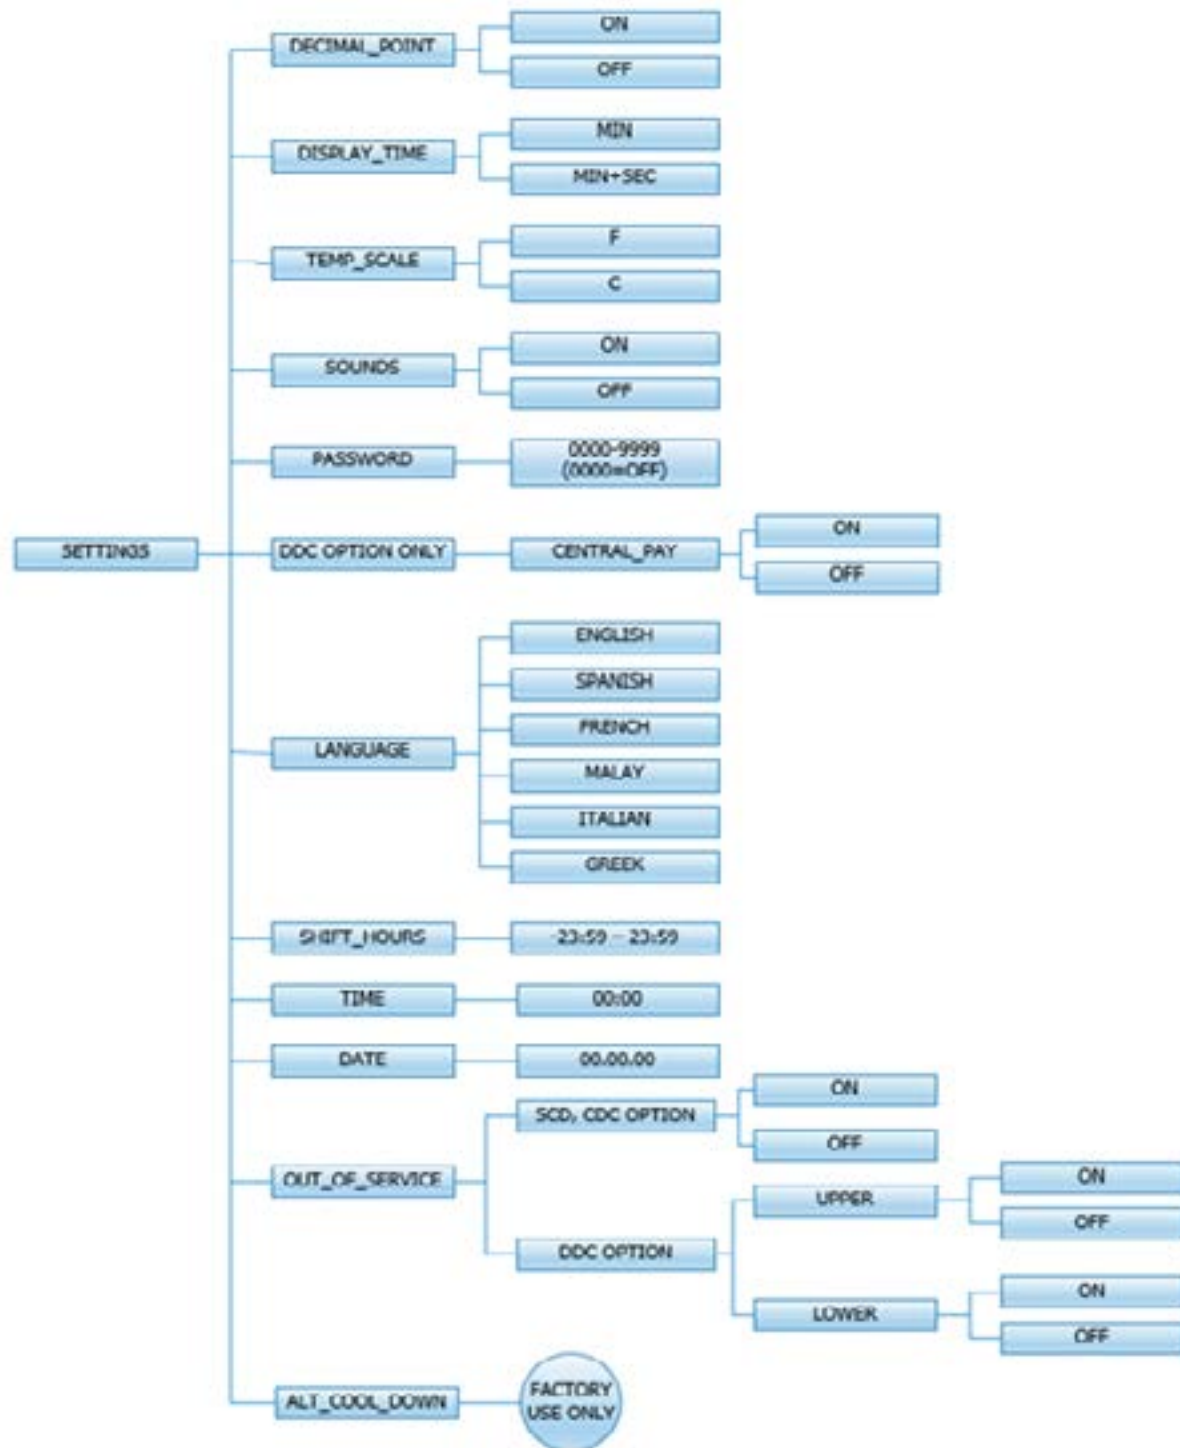 DECIMAL_POINT
ON
OFF
DISPLAY_TIME
MIN
MIN+SEC
TEMP_SCALE
F
C
SOUNDS
ON
OFF
PASSWORD
0000-9999
(0000=OFF)
SETTINGS
DDC OPTION ONLY
CENTRAL_PAY
ON
OFF
LANGUAGE
ENGLISH
SPANISH
FRENCH
MALAY
ITALIAN
GREEK
SHIFT_HOURS
-23:59 – 23:59
TIME
00:00
DATE
00.00.00
OUT_OF_SERVICE
SCD, CDC OPTION
ON
OFF
DDC OPTION
UPPER
ON
OFF
LOWER
ON
OFF
ALT_COOL_DOWN
FACTORY
USE ONLY